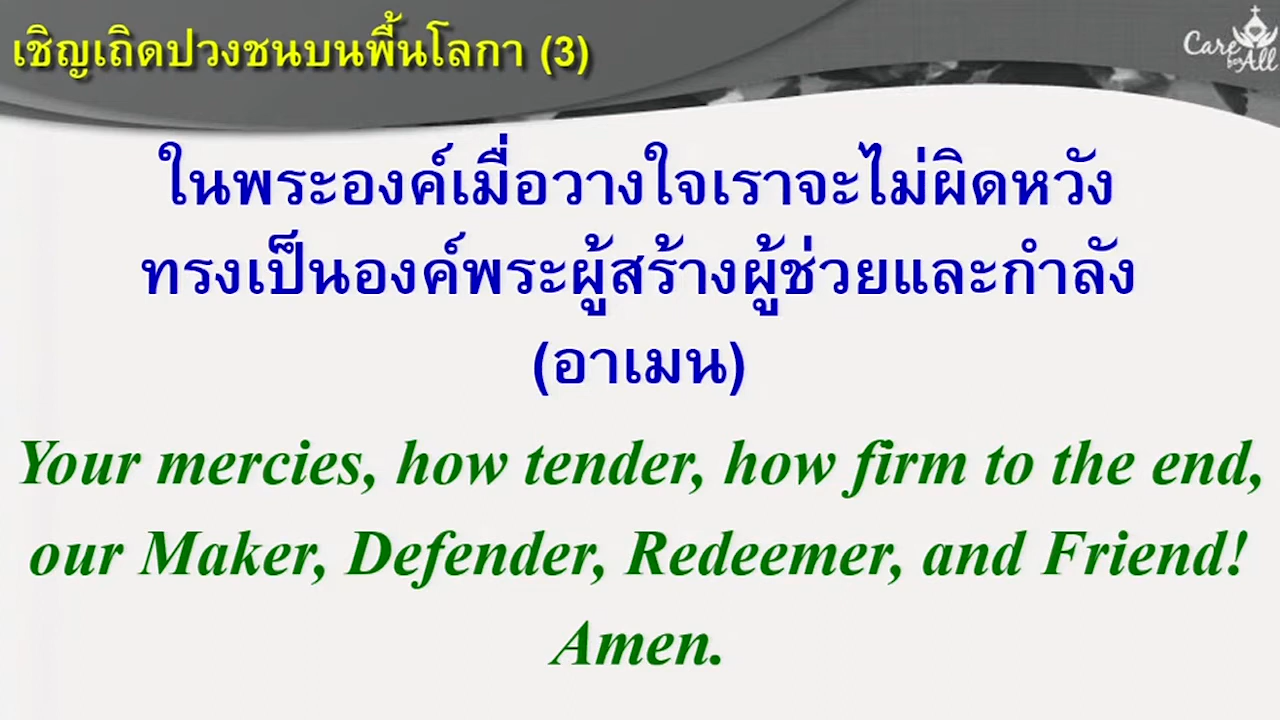 เชิญเถิดปวงชนบนพื้นโลกา (3)
Care
for All
ในพระองค์เมื่อวางใจเราจะไม่ผิดหวัง
ทรงเป็นองค์พระผู้สร้างผู้ช่วยและกำลัง
(อาเมน)
Your mercies, how tender, how firm to the end,
our Maker, Defender, Redeemer, and Friend!
Amen.